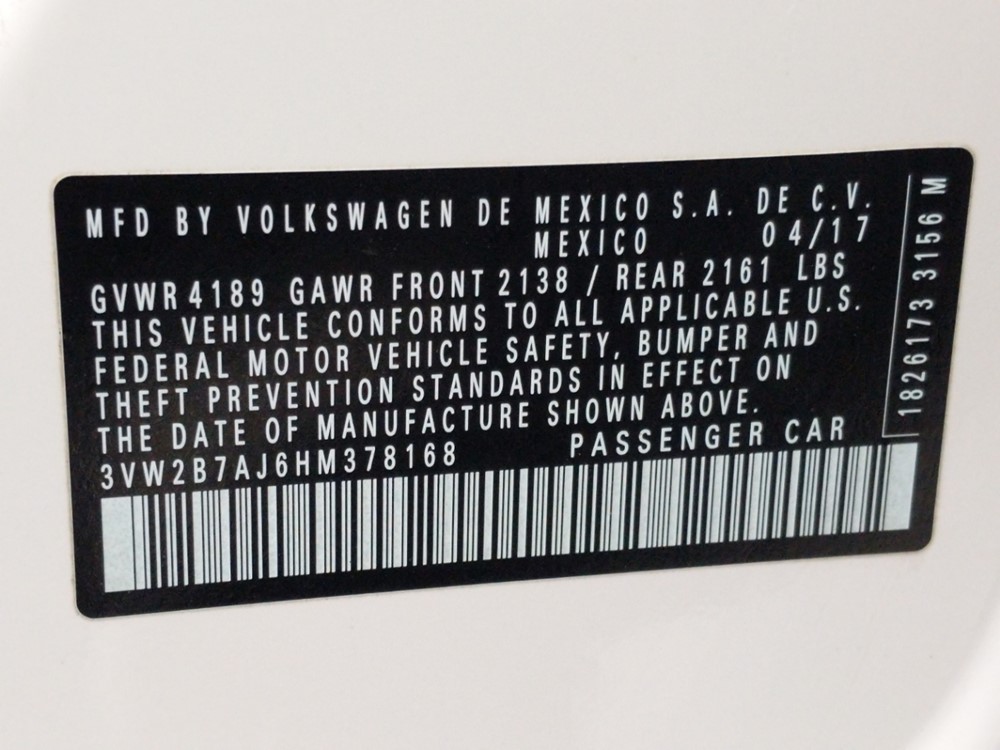 MFD BY VOLKSWAGEN DE MEXICO S.A. DE C.V.
MEXICO 04/17
GVWR 4189 GAWR FRONT 2138 / REAR 2161 LBS
THIS VEHICLE CONFORMS TO ALL APPLICABLE U.S.
FEDERAL MOTOR VEHICLE SAFETY, BUMPER AND
THEFT PREVENTION STANDARDS IN EFFECT ON
THE DATE OF MANUFACTURE SHOWN ABOVE.
3VW2B7AJ6HM378168 PASSENGER CAR
1826173 3156 M